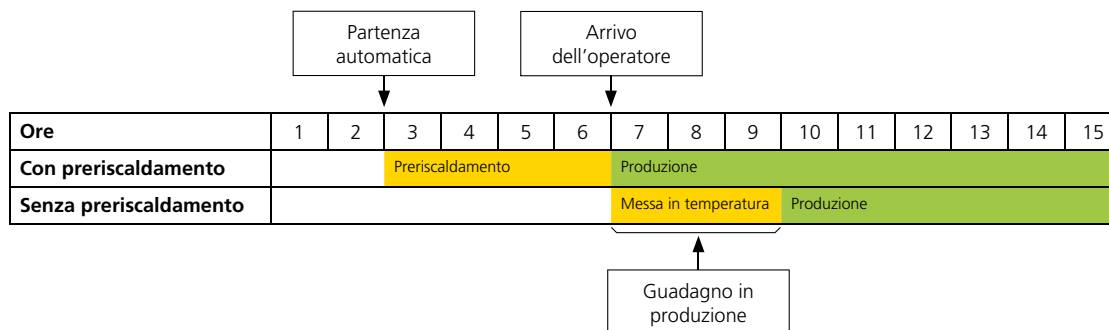 Partenza
automatica
Arrivo
dell'operatore
Ore 1 2 3 4 5 6 7 8 9 10 11 12 13 14 15
Con preriscaldamento Preriscaldamento Produzione
Senza preriscaldamento Messa in temperatura Produzione
Guadagno in
produzione